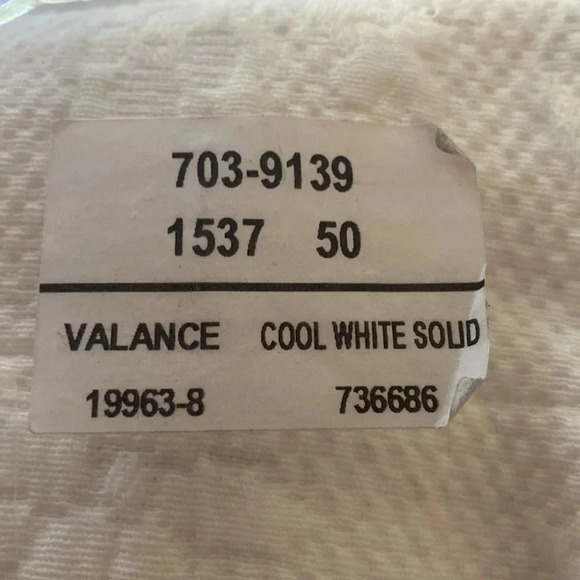 703-9139
1537 50
VALANCE COOL WHITE SOLID
19963-8 736686